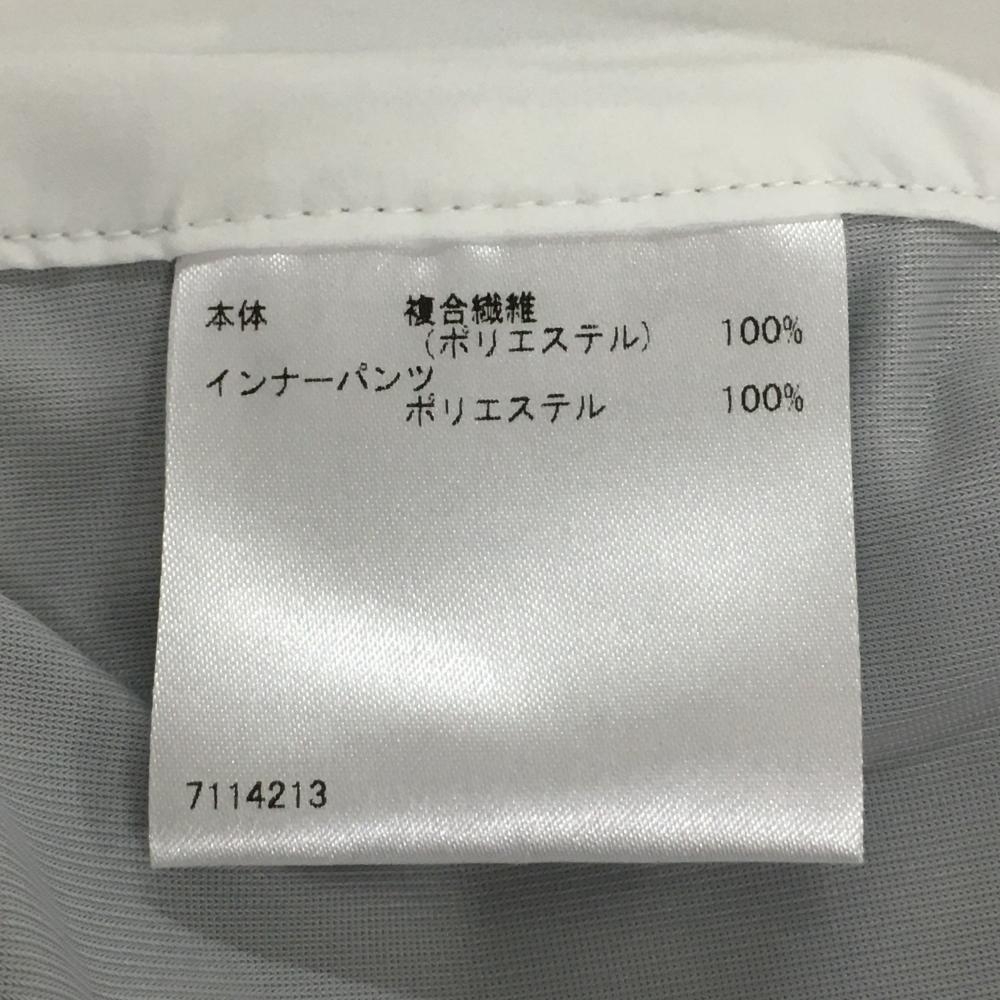 本体 複合繊維
（ポリエステル） 100%
インナーパンツ
ポリエステル 100%
7114213